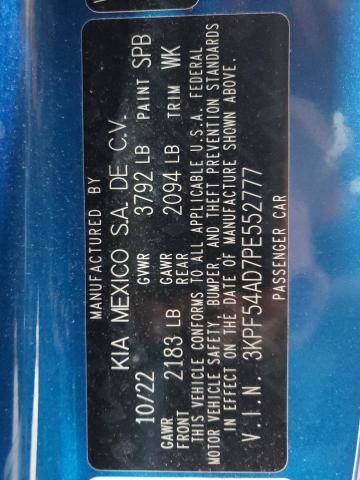 MANUFACTURED BY
KIA MEXICO S.A. DE C.V.
10/22 GVWR 3792 LB PAINT SPB
GAWR FRONT 2183 LB GAWR REAR 2094 LB TRIM WK
THIS VEHICLE CONFORMS TO ALL APPLICABLE U.S.A. FEDERAL
MOTOR VEHICLE SAFETY, BUMPER, AND THEFT PREVENTION STANDARDS
IN EFFECT ON THE DATE OF MANUFACTURE SHOWN ABOVE.
V.I.N. 3KPF54AD7PE552777
PASSENGER CAR